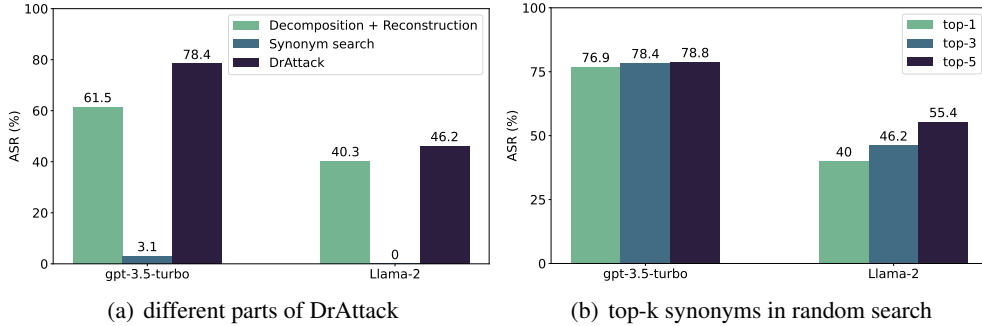 100
80
60
40
20
0
ASR (%)
Decomposition + Reconstruction
Synonym search
DrAttack
61.5
3.1
78.4
40.3
0
46.2
gpt-3.5-turbo
Llama-2
(a) different parts of DrAttack
100
75
50
25
0
ASR (%)
top-1
top-3
top-5
76.9
78.4
78.8
40
46.2
55.4
gpt-3.5-turbo
Llama-2
(b) top-k synonyms in random search